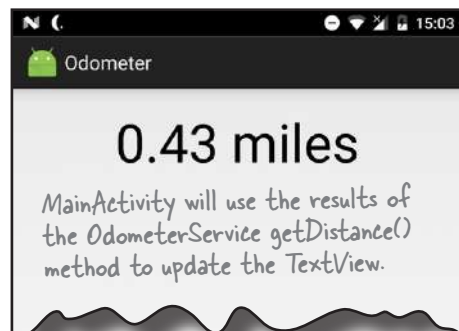 N
15:03
Odometer
0.43 miles
MainActivity will use the results of
the OdometerService getDistance()
method to update the TextView.